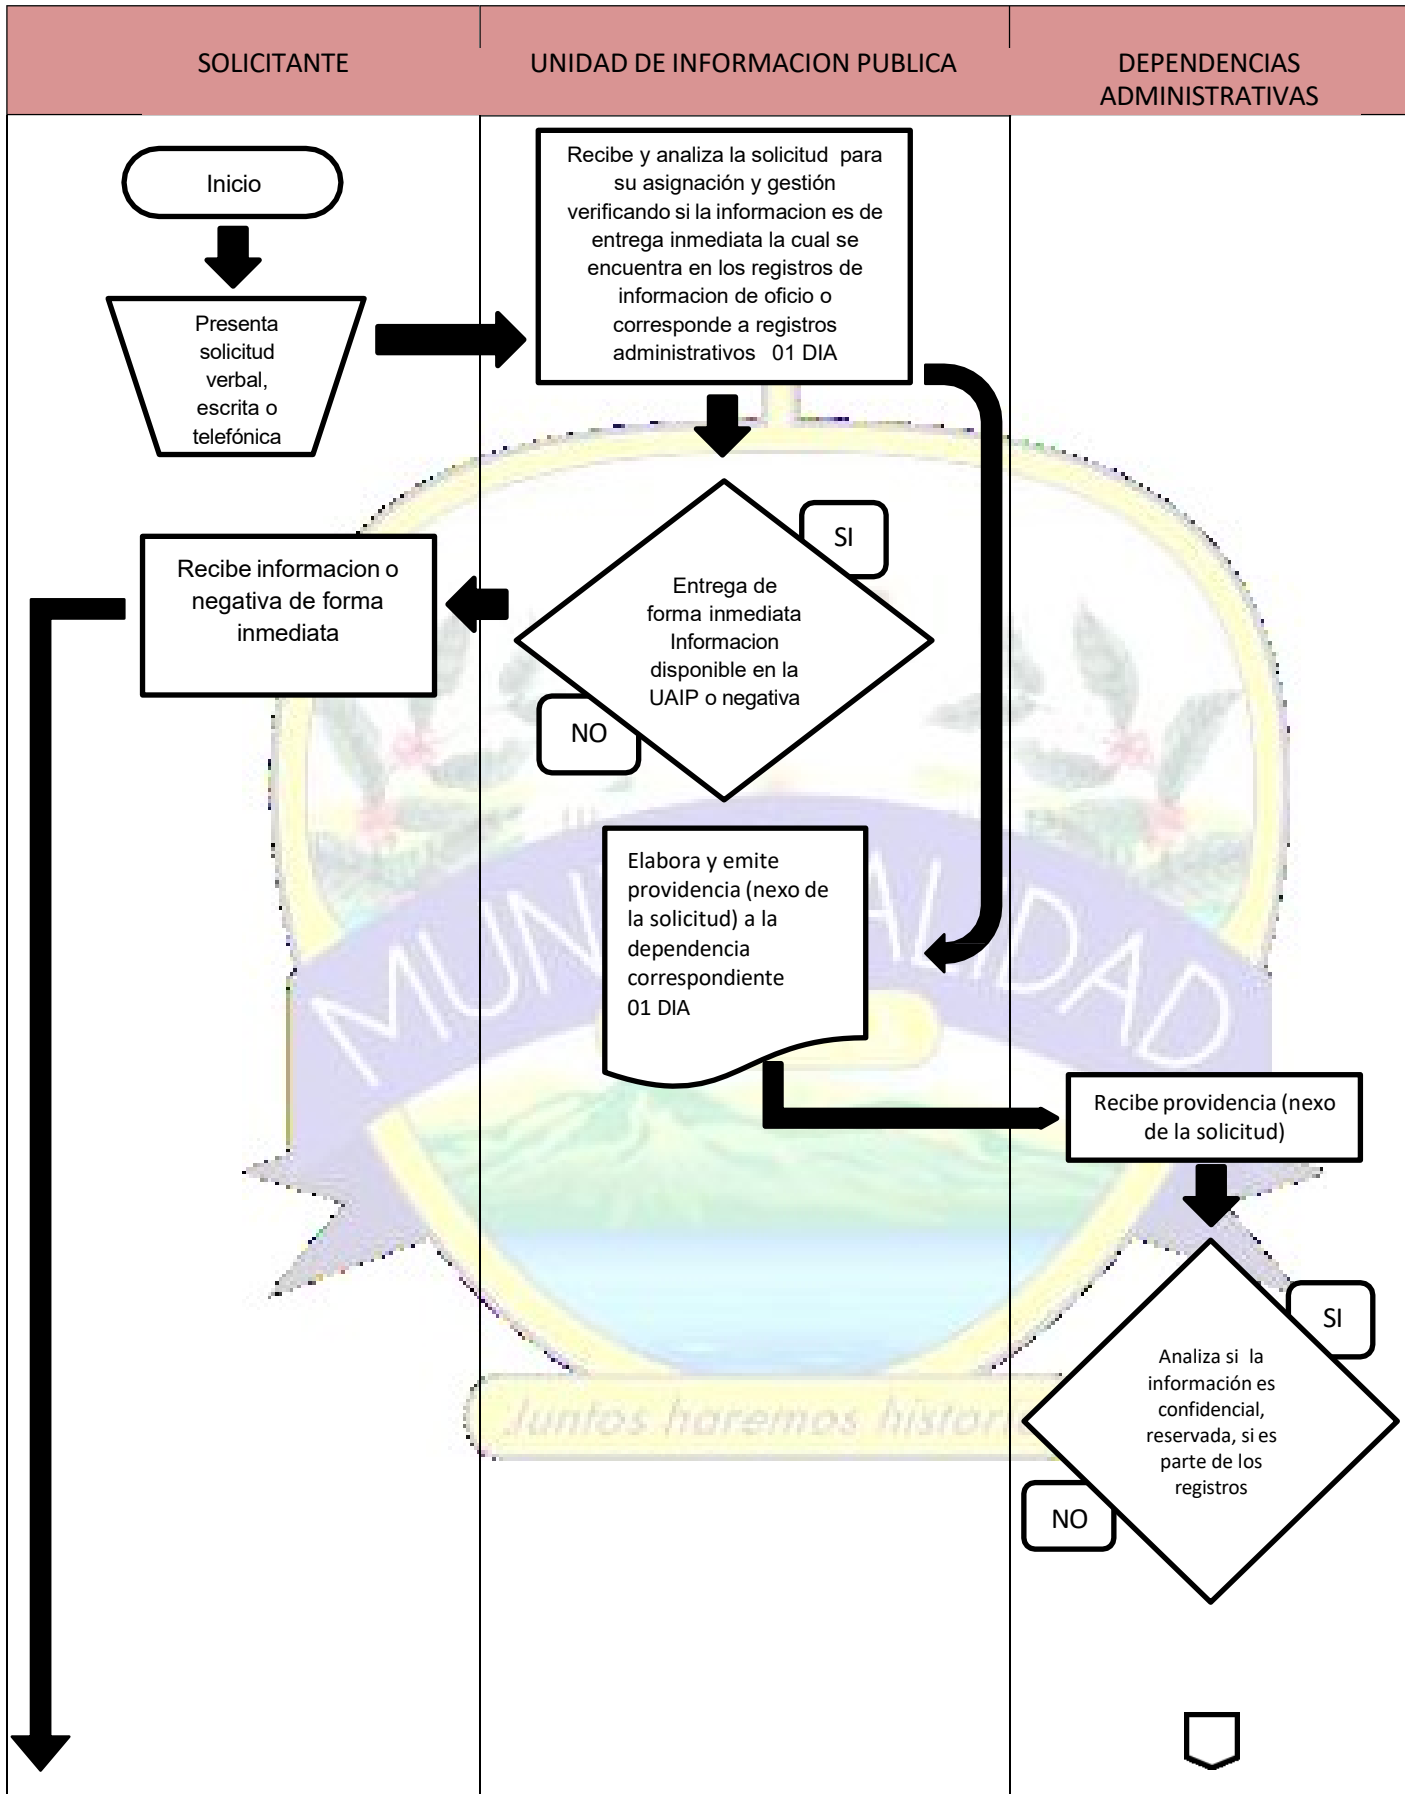 SOLICITANTE
UNIDAD DE INFORMACION PUBLICA
DEPENDENCIAS
ADMINISTRATIVAS
Inicio
Presenta
solicitud
verbal,
escrita o
telefónica
Recibe y analiza la solicitud para
su asignación y gestión
verificando si la informacion es de
entrega inmediata la cual se
encuentra en los registros de
informacion de oficio o
corresponde a registros
administrativos 01 DIA
SI
Entrega de
forma inmediata
Informacion
disponible en la
UAIP o negativa
NO
Recibe informacion o
negativa de forma
inmediata
Elabora y emite
providencia (nexo de
la solicitud) a la
dependencia
correspondiente
01 DIA
Recibe providencia (nexo
de la solicitud)
SI
Analiza si la
información es
confidencial,
reservada, si es
parte de los
registros
NO
MUN ALIDAD
Juntos haremos histori